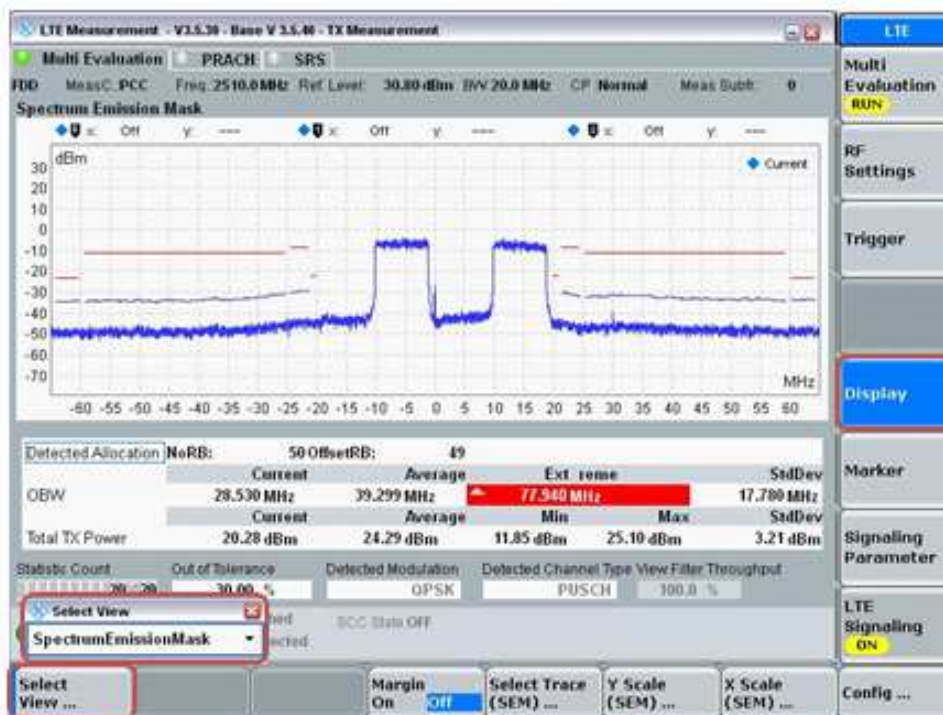 LTE Measurement - V3.5.30 - Base V 3.5.40 - TX Measurement
LTE
Multi Evaluation PRACH SRS
FDD Meas C: PCC Freq: 2510.0 MHz Ref. Level: 30.80 dBm BW: 20.0 MHz CP: Normal Meas Subfr.: 0
Spectrum Emission Mask
x: Off y: --- x: Off y: --- x: Off y: ---
dBm
Current
30
20
10
0
-10
-20
-30
-40
-50
-60
-70
MHz
-60 -55 -50 -45 -40 -35 -30 -25 -20 -15 -10 -5 0 5 10 15 20 25 30 35 40 45 50 55 60
Detected Allocation NoRB: 50 OffsetRB: 49
Current Average Ext reme StdDev
OBW 28.530 MHz 39.299 MHz 77.940 MHz 17.780 MHz
Current Average Min Max StdDev
Total TX Power 20.28 dBm 24.29 dBm 11.85 dBm 25.10 dBm 3.21 dBm
Statistic Count Out of Tolerance Detected Modulation Detected Channel Type View Filter Throughput
20 20 30.00 % QPSK PUSCH 100.0 %
Select View
SpectrumEmissionMask
SCC State OFF
Select View ...
Margin
On Off
Select Trace (SEM) ...
Y Scale (SEM) ...
X Scale (SEM) ...
Multi Evaluation
RUN
RF Settings
Trigger
Display
Marker
Signaling Parameter
LTE Signaling
ON
Config ...